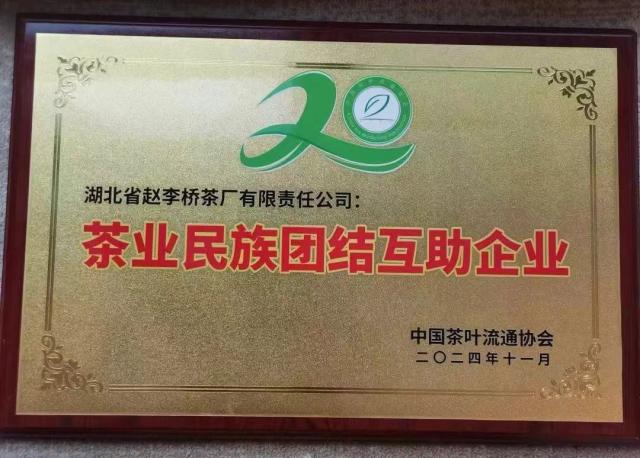 20
湖北省赵李桥茶厂有限责任公司：
茶业民族团结互助企业
中国茶叶流通协会
二〇二四年十一月